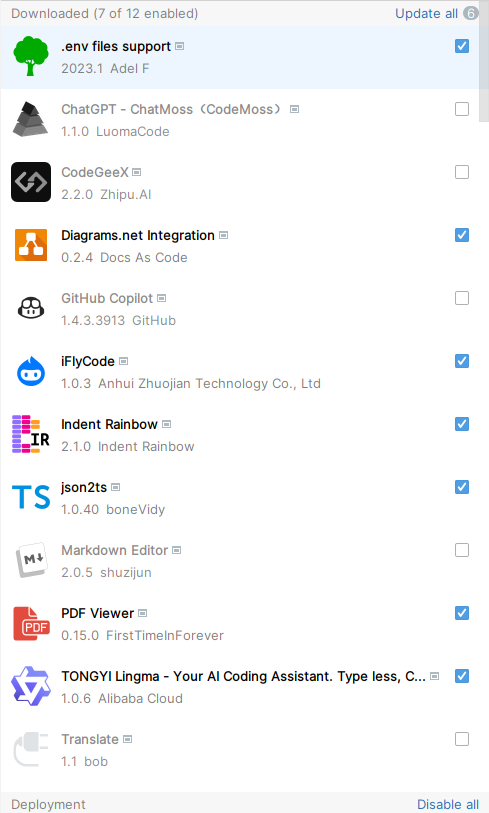 Downloaded (7 of 12 enabled) Update all 6
.env files support
2023.1 Adel F
ChatGPT - ChatMoss（CodeMoss）
1.1.0 LuomaCode
CodeGeeX
2.2.0 Zhipu.AI
Diagrams.net Integration
0.2.4 Docs As Code
GitHub Copilot
1.4.3.3913 GitHub
iFlyCode
1.0.3 Anhui Zhuojian Technology Co., Ltd
Indent Rainbow
IR
2.1.0 Indent Rainbow
TS
json2ts
1.0.40 boneVidy
M
Markdown Editor
2.0.5 shuzijun
PDF
PDF Viewer
0.15.0 FirstTimeInForever
TONGYI Lingma - Your AI Coding Assistant. Type less, C...
1.0.6 Alibaba Cloud
Translate
1.1 bob
Deployment Disable all